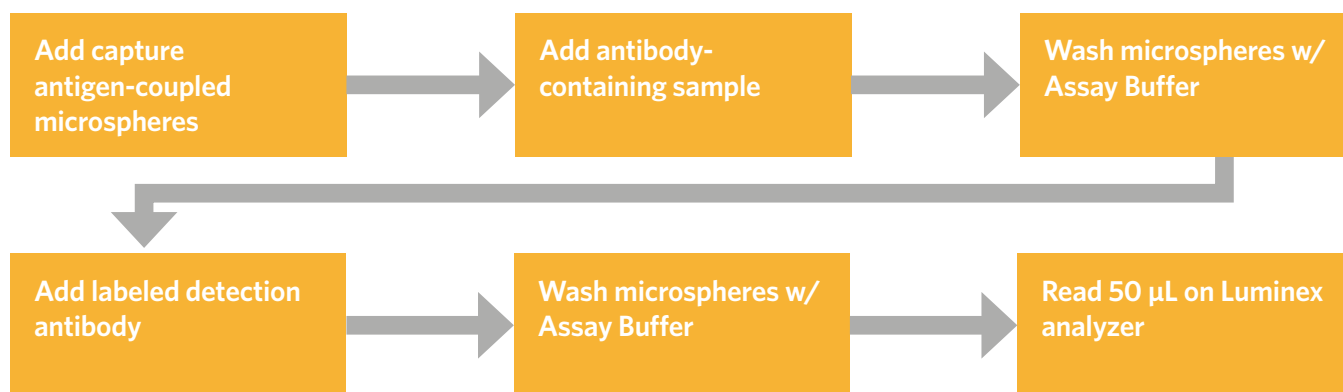 Add capture
antigen-coupled
microspheres
Add antibody-
containing sample
Wash microspheres w/
Assay Buffer
Add labeled detection
antibody
Wash microspheres w/
Assay Buffer
Read 50 µL on Luminex
analyzer